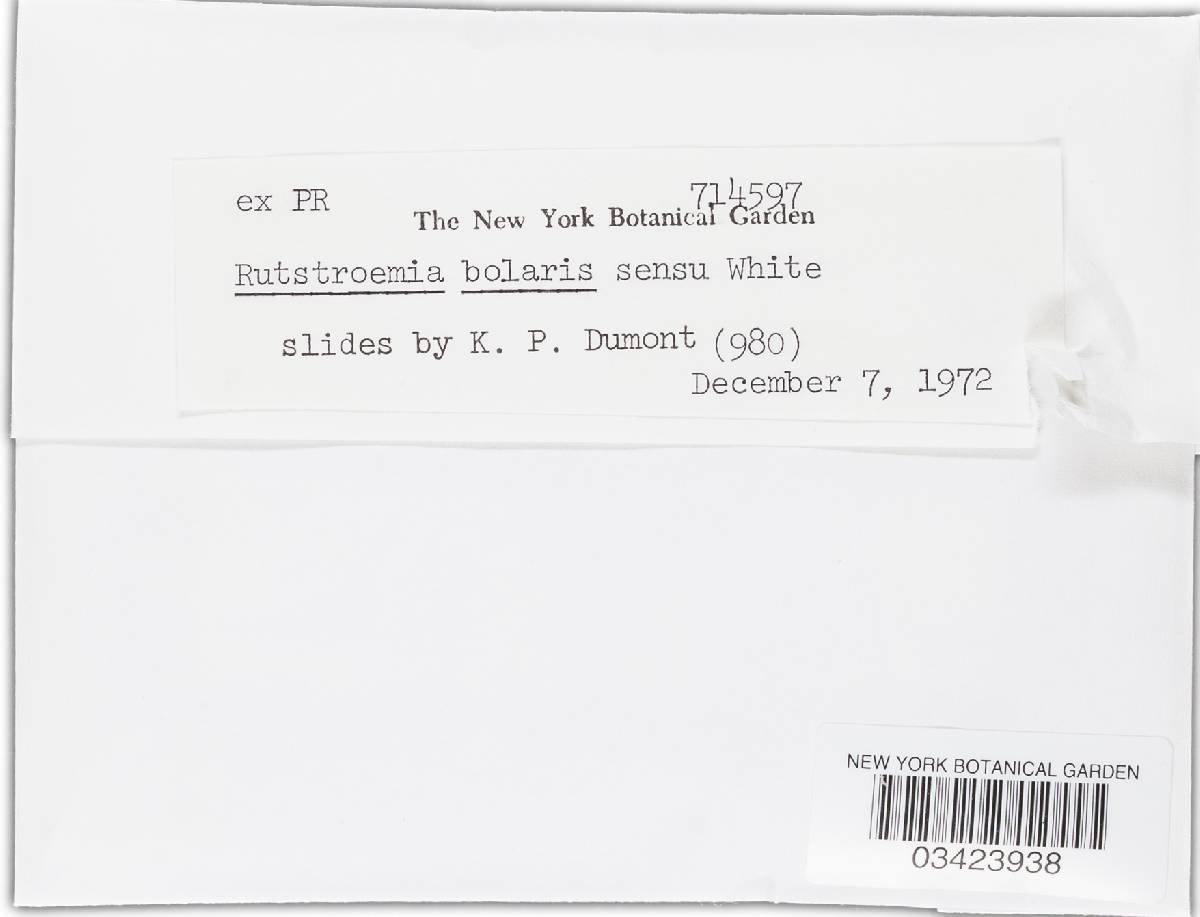 ex PR 714597
The New York Botanical Garden
Rutstroemia bolaris sensu White
slides by K. P. Dumont (980)
December 7, 1972
NEW YORK BOTANICAL GARDEN
03423938